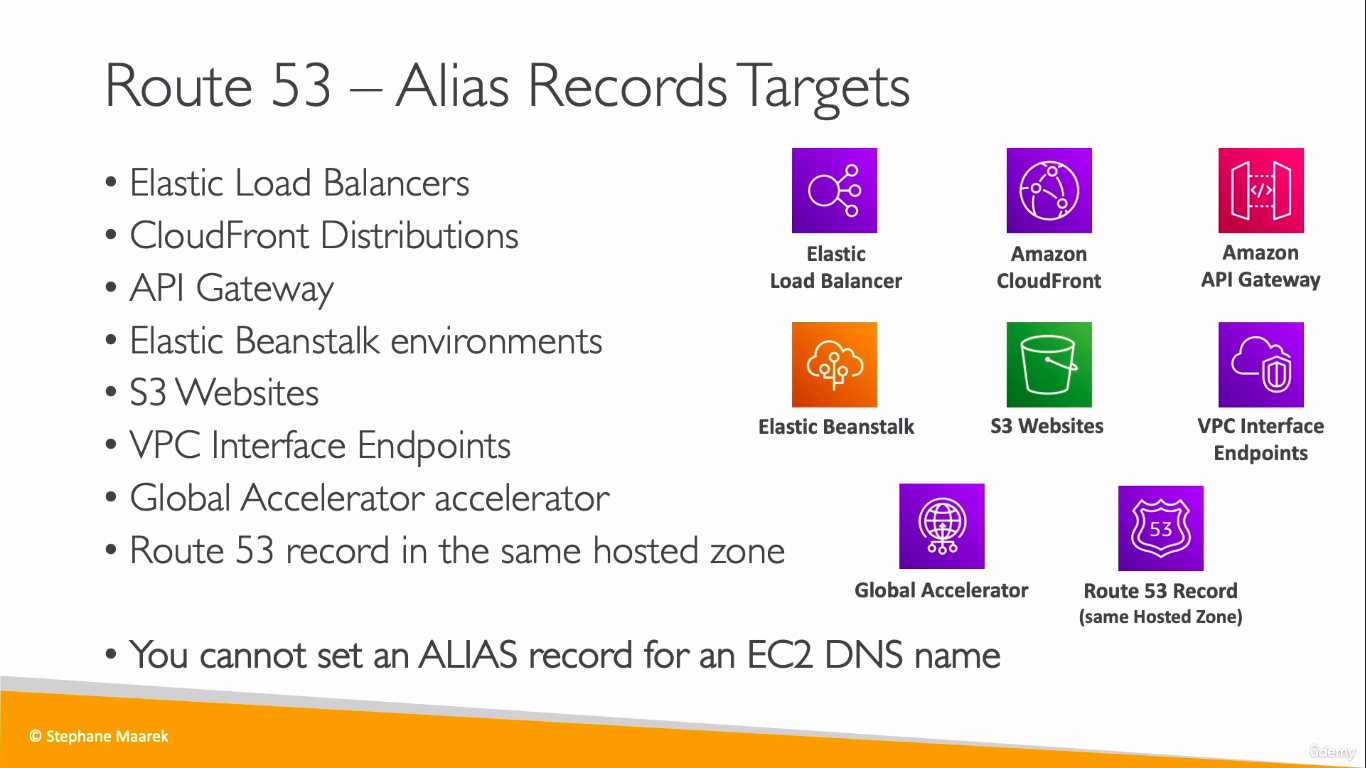 Route 53 – Alias Records Targets
• Elastic Load Balancers
• CloudFront Distributions
• API Gateway
• Elastic Beanstalk environments
• S3 Websites
• VPC Interface Endpoints
• Global Accelerator accelerator
• Route 53 record in the same hosted zone
• You cannot set an ALIAS record for an EC2 DNS name
Elastic
Load Balancer
Amazon
CloudFront
</>
Amazon
API Gateway
Elastic Beanstalk
S3 Websites
VPC Interface
Endpoints
Global Accelerator
53
Route 53 Record
(same Hosted Zone)
© Stephane Maarek
ûdemy